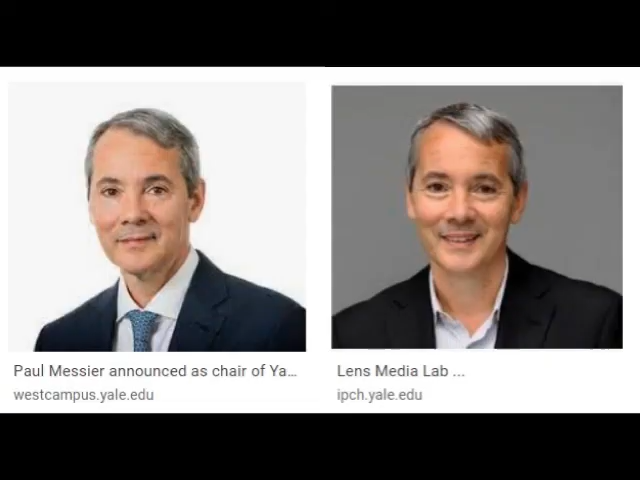 Paul Messier announced as chair of Ya...
westcampus.yale.edu
Lens Media Lab ...
ipch.yale.edu